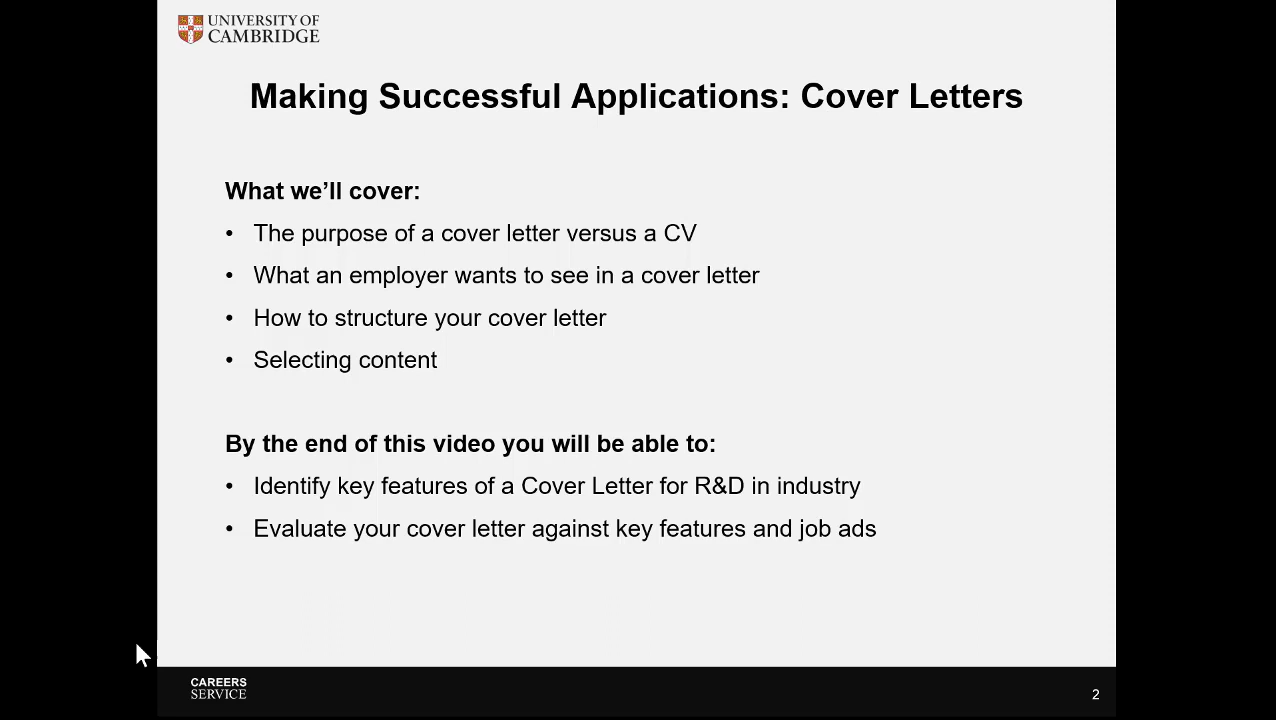 UNIVERSITY OF
CAMBRIDGE
Making Successful Applications: Cover Letters
What we’ll cover:
• The purpose of a cover letter versus a CV
• What an employer wants to see in a cover letter
• How to structure your cover letter
• Selecting content
By the end of this video you will be able to:
• Identify key features of a Cover Letter for R&D in industry
• Evaluate your cover letter against key features and job ads
CAREERS
SERVICE
2